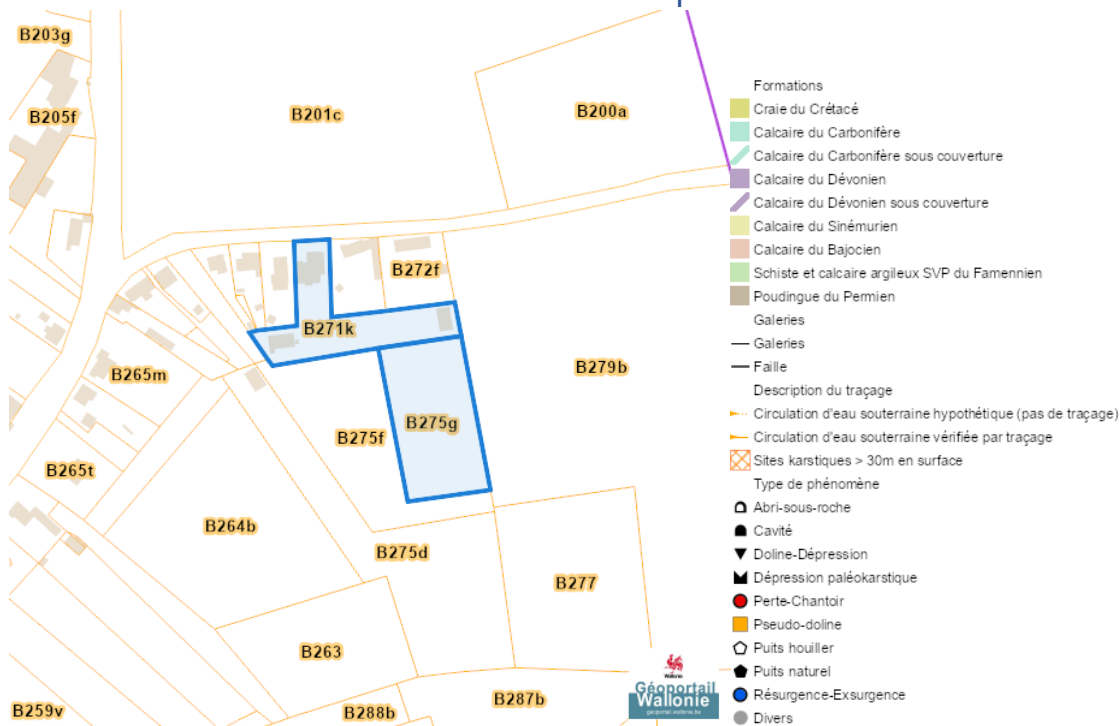 B203g
B205f
B201c
B200a
B272f
B271k
B265m
B279b
B275g
B275f
B265t
B264b
B275d
B277
B263
B259v
B288b
B287b
Wallonie
Géoportail
Wallonie
geoportail.wallonie.be
Formations
Craie du Crétacé
Calcaire du Carbonifère
Calcaire du Carbonifère sous couverture
Calcaire du Dévonien
Calcaire du Dévonien sous couverture
Calcaire du Sinémurien
Calcaire du Bajocien
Schiste et calcaire argileux SVP du Famennien
Poudingue du Permien
Galeries
Galeries
Faille
Description du traçage
Circulation d'eau souterraine hypothétique (pas de traçage)
Circulation d'eau souterraine vérifiée par traçage
Sites karstiques > 30m en surface
Type de phénomène
Abri-sous-roche
Cavité
Doline-Dépression
Dépression paléokarstique
Perte-Chantoir
Pseudo-doline
Puits houiller
Puits naturel
Résurgence-Exsurgence
Divers